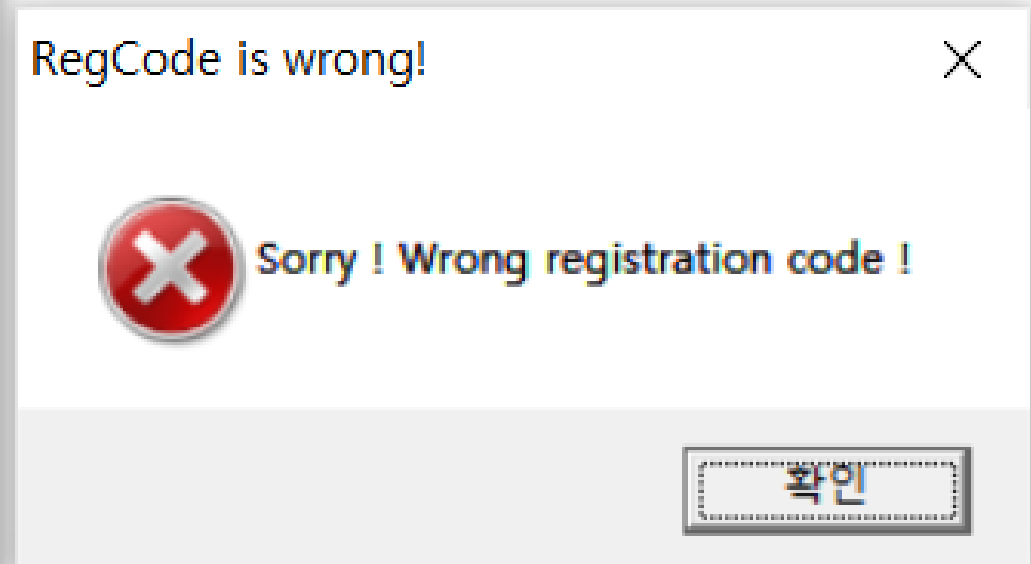 RegCode is wrong!
Sorry ! Wrong registration code !
확인